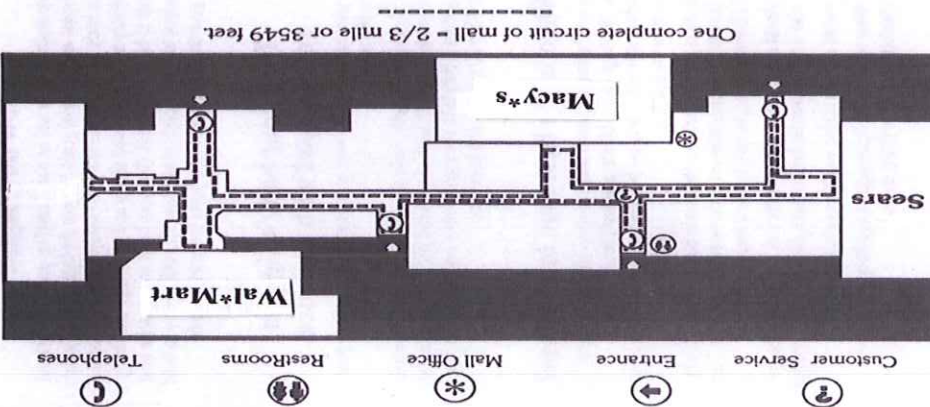 Customer Service Entrance Mall Office RestRooms Telephones
Wal*Mart
Sears
Macy*s
One complete circuit of mall = 2/3 mile or 3549 feet.